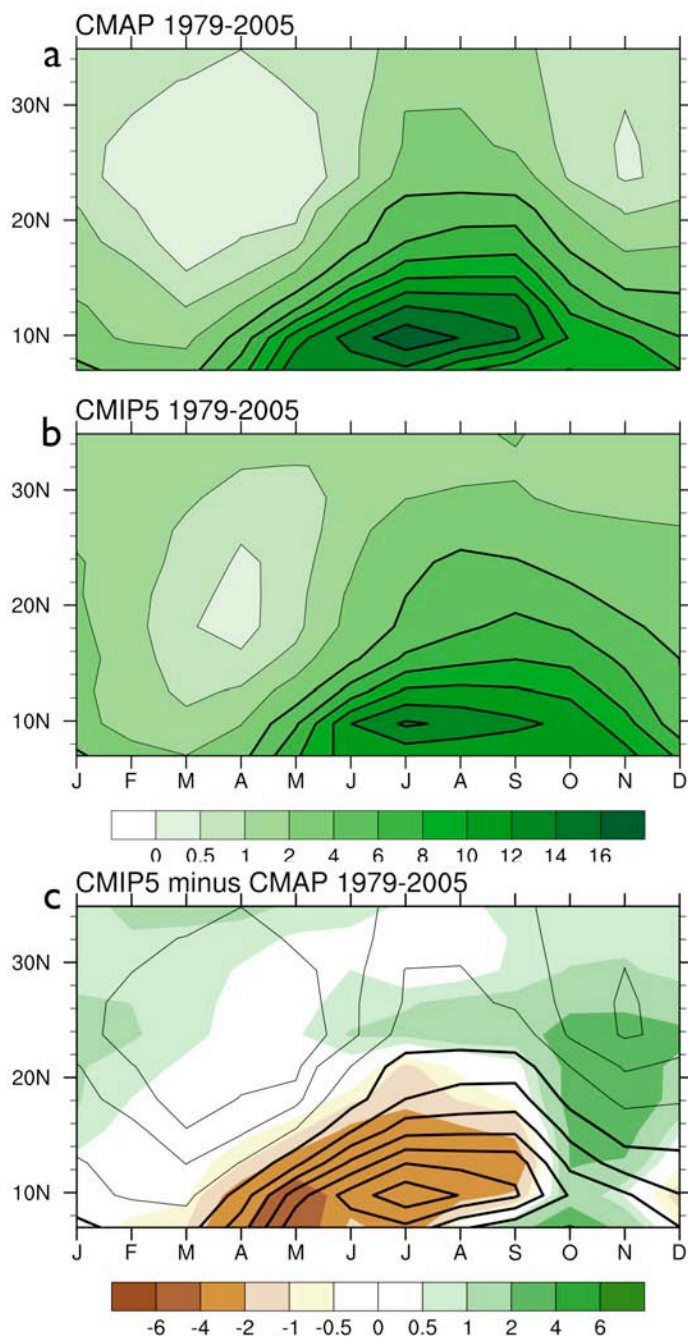 CMAP 1979-2005
a
30N
20N
10N
CMIP5 1979-2005
b
30N
20N
10N
J F M A M J J A S O N D
0 0.5 1 2 4 6 8 10 12 14 16
CMIP5 minus CMAP 1979-2005
c
30N
20N
10N
J F M A M J J A S O N D
-6 -4 -2 -1 -0.5 0 0.5 1 2 4 6